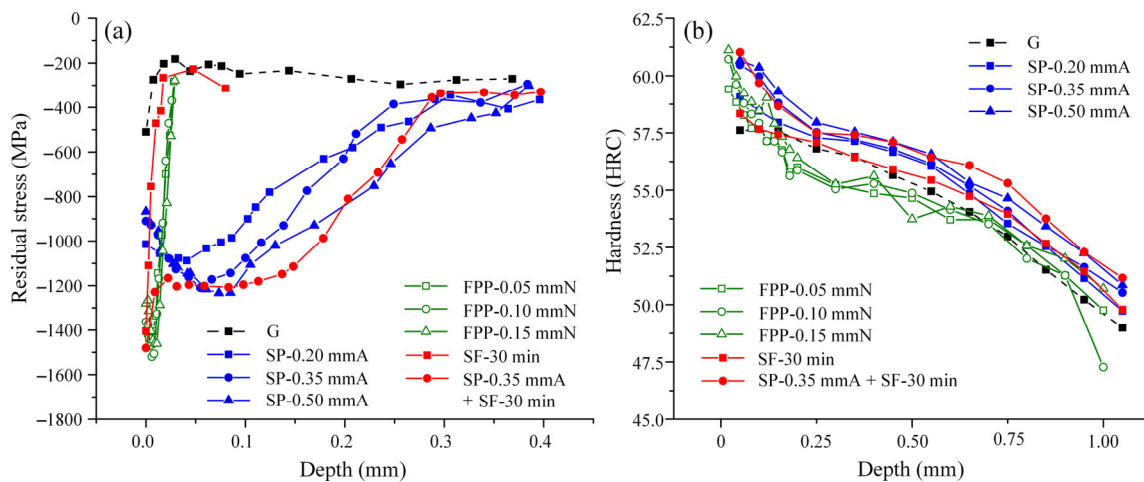 (a)
0
−200
−400
−600
−800
−1000
−1200
−1400
−1600
−1800
Residual stress (MPa)
0.0
0.1
0.2
0.3
0.4
Depth (mm)
G
SP-0.20 mmA
SP-0.35 mmA
SP-0.50 mmA
FPP-0.05 mmN
FPP-0.10 mmN
FPP-0.15 mmN
SF-30 min
SP-0.35 mmA
+ SF-30 min
(b)
62.5
60.0
57.5
55.0
52.5
50.0
47.5
45.0
Hardness (HRC)
0
0.25
0.50
0.75
1.00
Depth (mm)
G
SP-0.20 mmA
SP-0.35 mmA
SP-0.50 mmA
FPP-0.05 mmN
FPP-0.10 mmN
FPP-0.15 mmN
SF-30 min
SP-0.35 mmA + SF-30 min